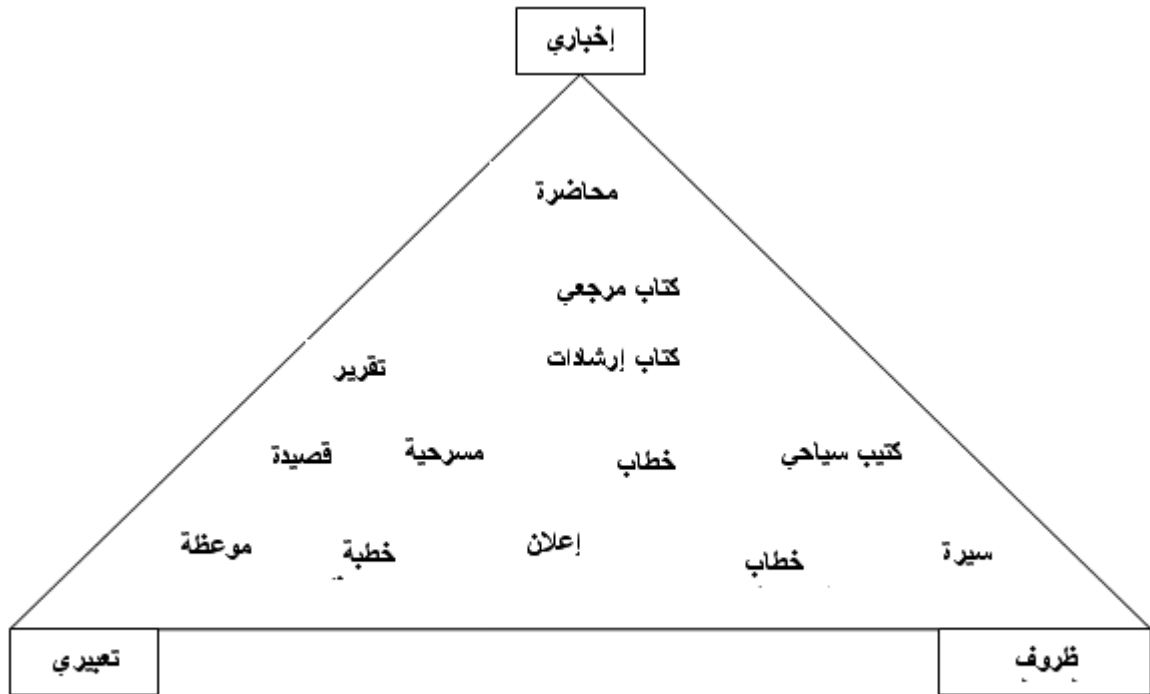 إخباري
محاضرة
كتاب مرجعي
كتاب إرشادات
تقرير
كتيب سياحي
خطاب
مسرحية
قصيدة
سيرة
خطاب
إعلان
خطبة
موعظة
ظروف
تعبيري